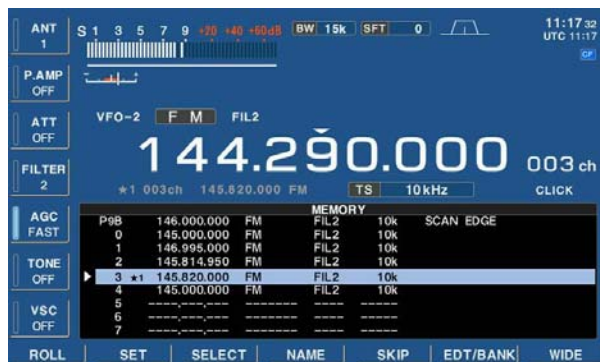 ANT 1
S 1 3 5 7 9 +20 +40 +60dB
BW 15k SFT 0
11:17 32
UTC 11:17
CP
P.AMP OFF
ATT OFF
FILTER 2
AGC FAST
TONE OFF
VSC OFF
VFO-2 FM FIL2
144.290.000 003 ch
★1 003ch 145.820.000 FM TS 10kHz CLICK
MEMORY
P9B 146.000.000 FM FIL2 10k SCAN EDGE
0 145.000.000 FM FIL2 10k
1 146.995.000 FM FIL2 10k
2 145.814.950 FM FIL2 10k
3 ★1 145.820.000 FM FIL2 10k
4 145.000.000 FM FIL2 10k
5 ---,---,--- ------- ---- -----
6 ---,---,--- ------- ---- -----
7 ---,---,--- ------- ---- -----
ROLL SET SELECT NAME SKIP EDT/BANK WIDE